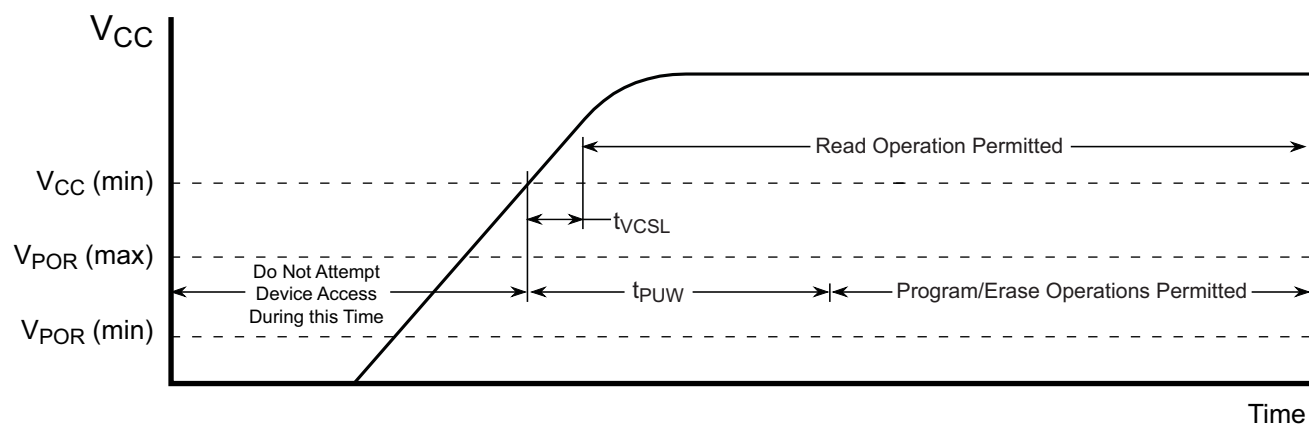 VCC
Read Operation Permitted
VCC (min)
tVCSL
VPOR (max)
Do Not Attempt
Device Access
During this Time
tPUW
Program/Erase Operations Permitted
VPOR (min)
Time